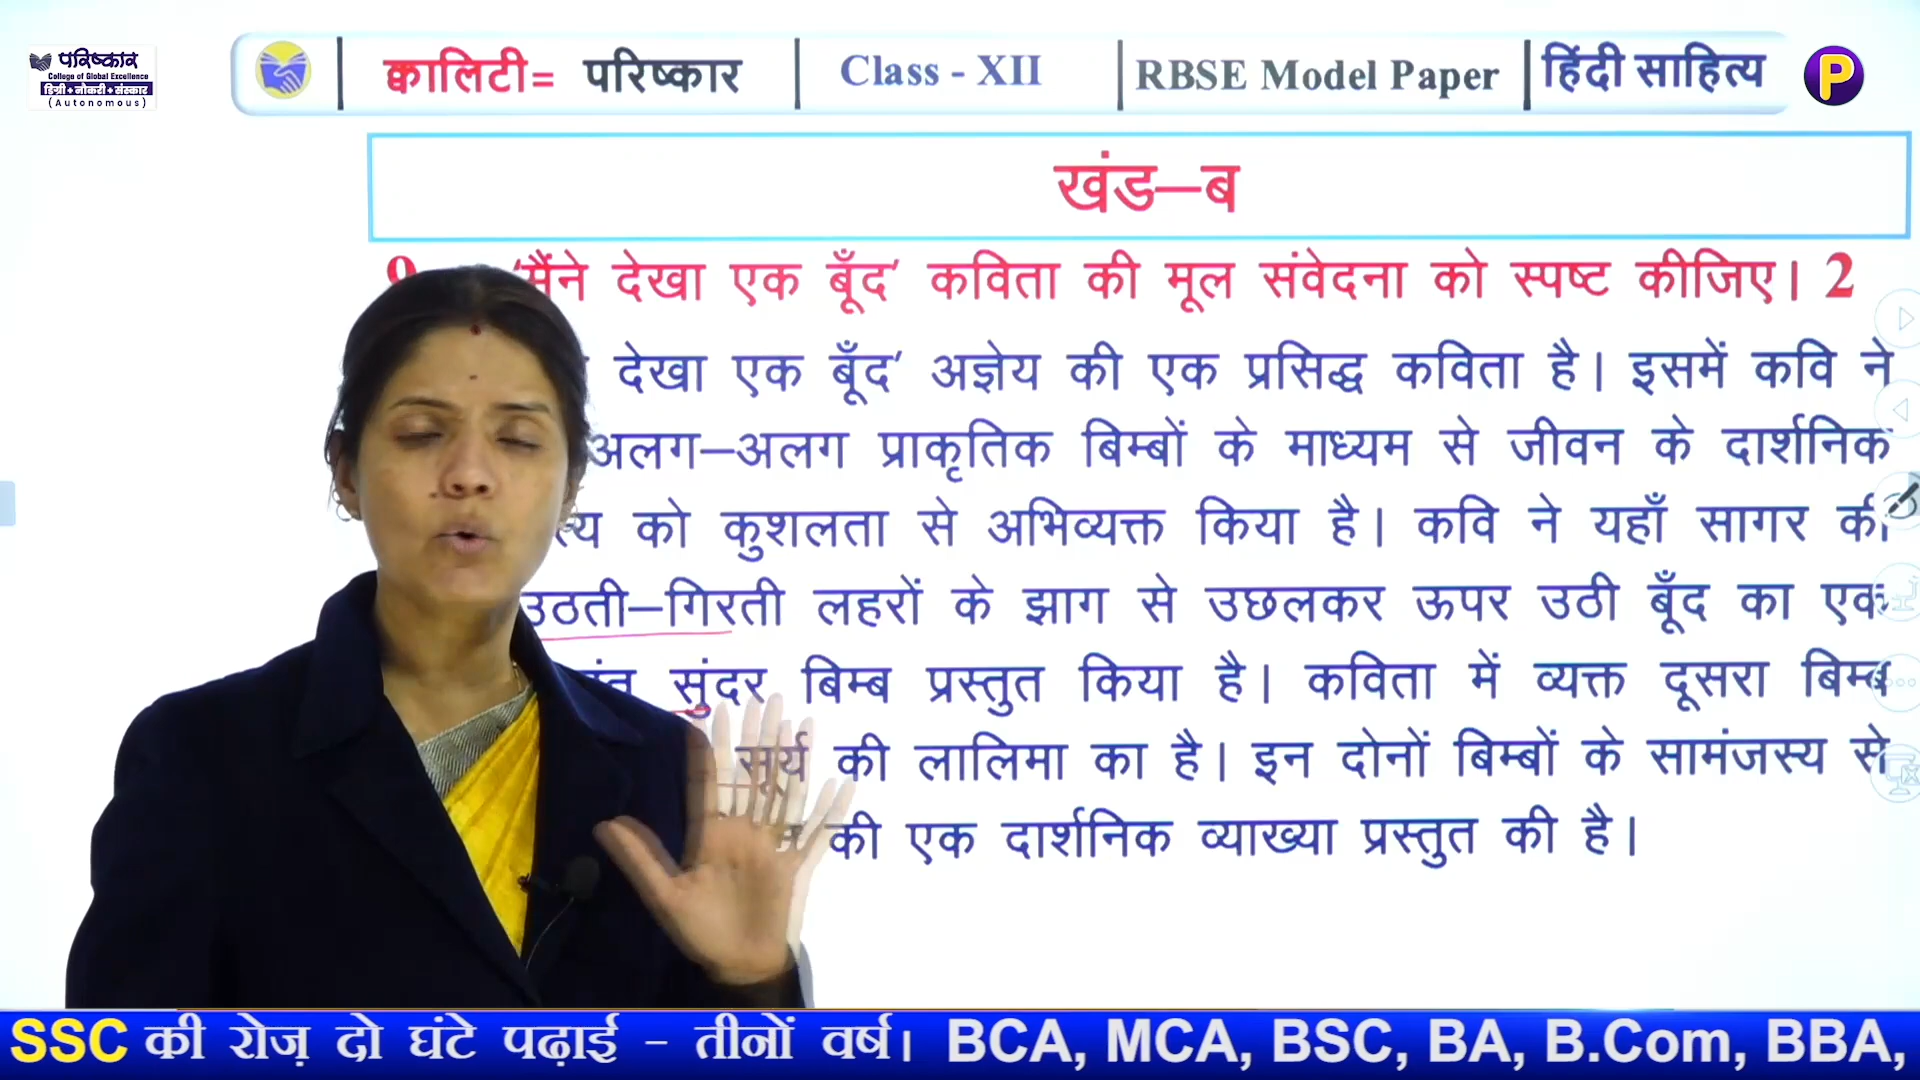 परिष्कार
College of Global Excellence
डिग्री + नौकरी + संस्कार
(Autonomous)
क्वालिटी= परिष्कार
Class - XII
RBSE Model Paper
हिंदी साहित्य
P
खंड–ब
‘मैंने देखा एक बूँद’ कविता की मूल संवेदना को स्पष्ट कीजिए। 2
देखा एक बूँद’ अज्ञेय की एक प्रसिद्ध कविता है। इसमें कवि ने
अलग–अलग प्राकृतिक बिम्बों के माध्यम से जीवन के दार्शनिक
को कुशलता से अभिव्यक्त किया है। कवि ने यहाँ सागर की
उठती–गिरती लहरों के झाग से उछलकर ऊपर उठी बूँद का एक
सुंदर बिम्ब प्रस्तुत किया है। कविता में व्यक्त दूसरा बिम्ब
सूर्य की लालिमा का है। इन दोनों बिम्बों के सामंजस्य से
की एक दार्शनिक व्याख्या प्रस्तुत की है।
SSC की रोज़ दो घंटे पढ़ाई - तीनों वर्ष। BCA, MCA, BSC, BA, B.Com, BBA,